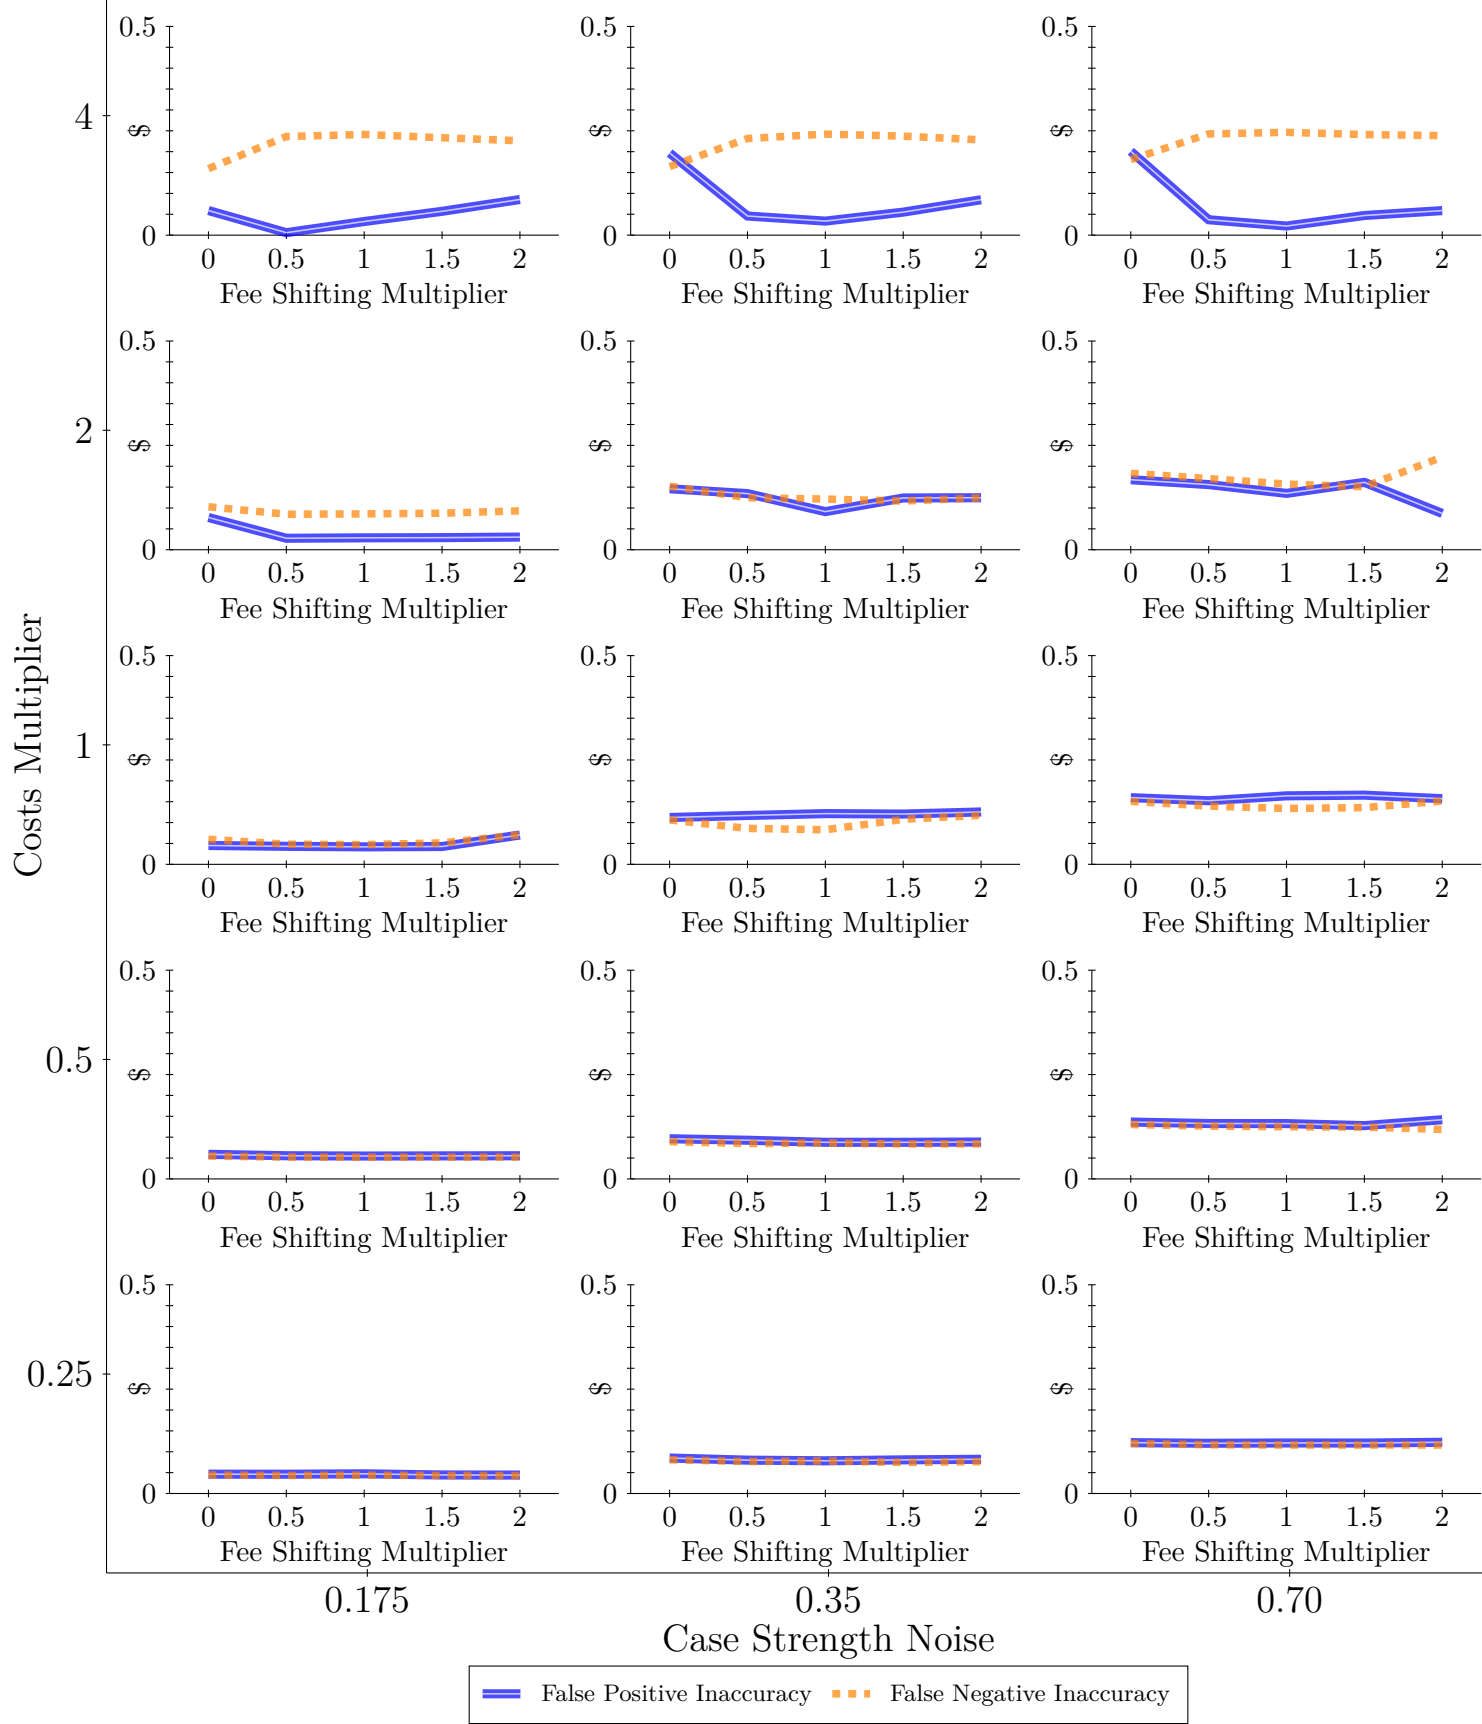 Costs Multiplier
4
0.5
$
0
0 0.5 1 1.5 2
Fee Shifting Multiplier
0.5
$
0
0 0.5 1 1.5 2
Fee Shifting Multiplier
0.5
$
0
0 0.5 1 1.5 2
Fee Shifting Multiplier
2
0.5
$
0
0 0.5 1 1.5 2
Fee Shifting Multiplier
0.5
$
0
0 0.5 1 1.5 2
Fee Shifting Multiplier
0.5
$
0
0 0.5 1 1.5 2
Fee Shifting Multiplier
1
0.5
$
0
0 0.5 1 1.5 2
Fee Shifting Multiplier
0.5
$
0
0 0.5 1 1.5 2
Fee Shifting Multiplier
0.5
$
0
0 0.5 1 1.5 2
Fee Shifting Multiplier
0.5
0.5
$
0
0 0.5 1 1.5 2
Fee Shifting Multiplier
0.5
$
0
0 0.5 1 1.5 2
Fee Shifting Multiplier
0.5
$
0
0 0.5 1 1.5 2
Fee Shifting Multiplier
0.25
0.5
$
0
0 0.5 1 1.5 2
Fee Shifting Multiplier
0.5
$
0
0 0.5 1 1.5 2
Fee Shifting Multiplier
0.5
$
0
0 0.5 1 1.5 2
Fee Shifting Multiplier
0.175 0.35 0.70
Case Strength Noise
False Positive Inaccuracy False Negative Inaccuracy